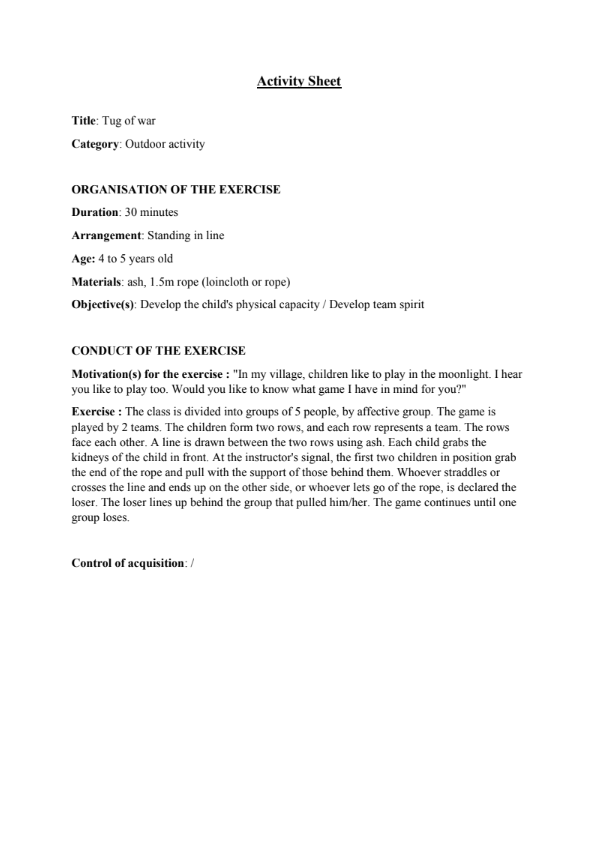 Activity Sheet
Title: Tug of war
Category: Outdoor activity
ORGANISATION OF THE EXERCISE
Duration: 30 minutes
Arrangement: Standing in line
Age: 4 to 5 years old
Materials: ash, 1.5m rope (loincloth or rope)
Objective(s): Develop the child's physical capacity / Develop team spirit
CONDUCT OF THE EXERCISE
Motivation(s) for the exercise : "In my village, children like to play in the moonlight. I hear
you like to play too. Would you like to know what game I have in mind for you?"
Exercise : The class is divided into groups of 5 people, by affective group. The game is
played by 2 teams. The children form two rows, and each row represents a team. The rows
face each other. A line is drawn between the two rows using ash. Each child grabs the
kidneys of the child in front. At the instructor's signal, the first two children in position grab
the end of the rope and pull with the support of those behind them. Whoever straddles or
crosses the line and ends up on the other side, or whoever lets go of the rope, is declared the
loser. The loser lines up behind the group that pulled him/her. The game continues until one
group loses.
Control of acquisition: /